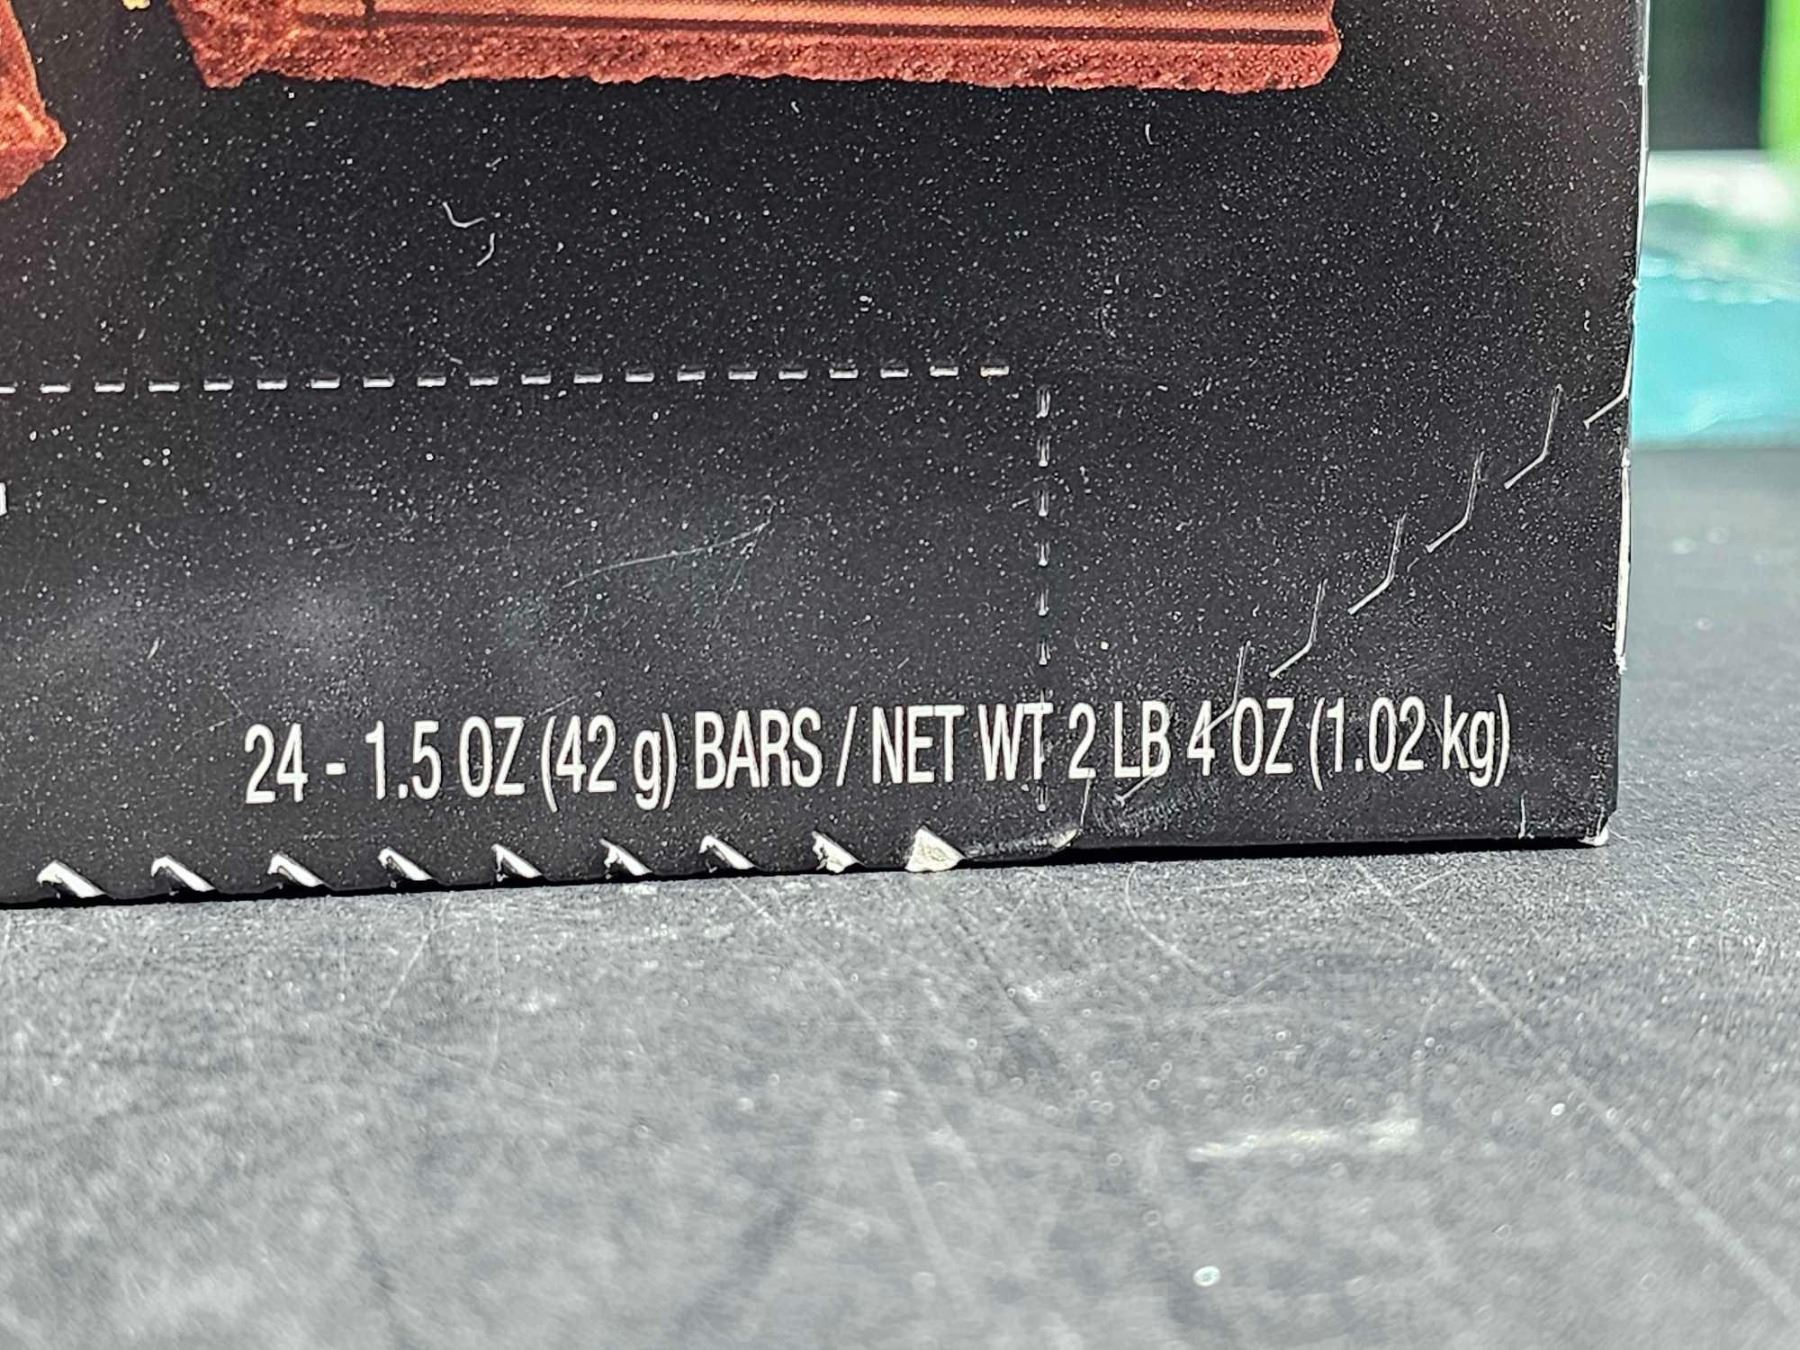 24 - 1.5 OZ (42 g) BARS / NET WT 2 LB 4 OZ (1.02 kg)